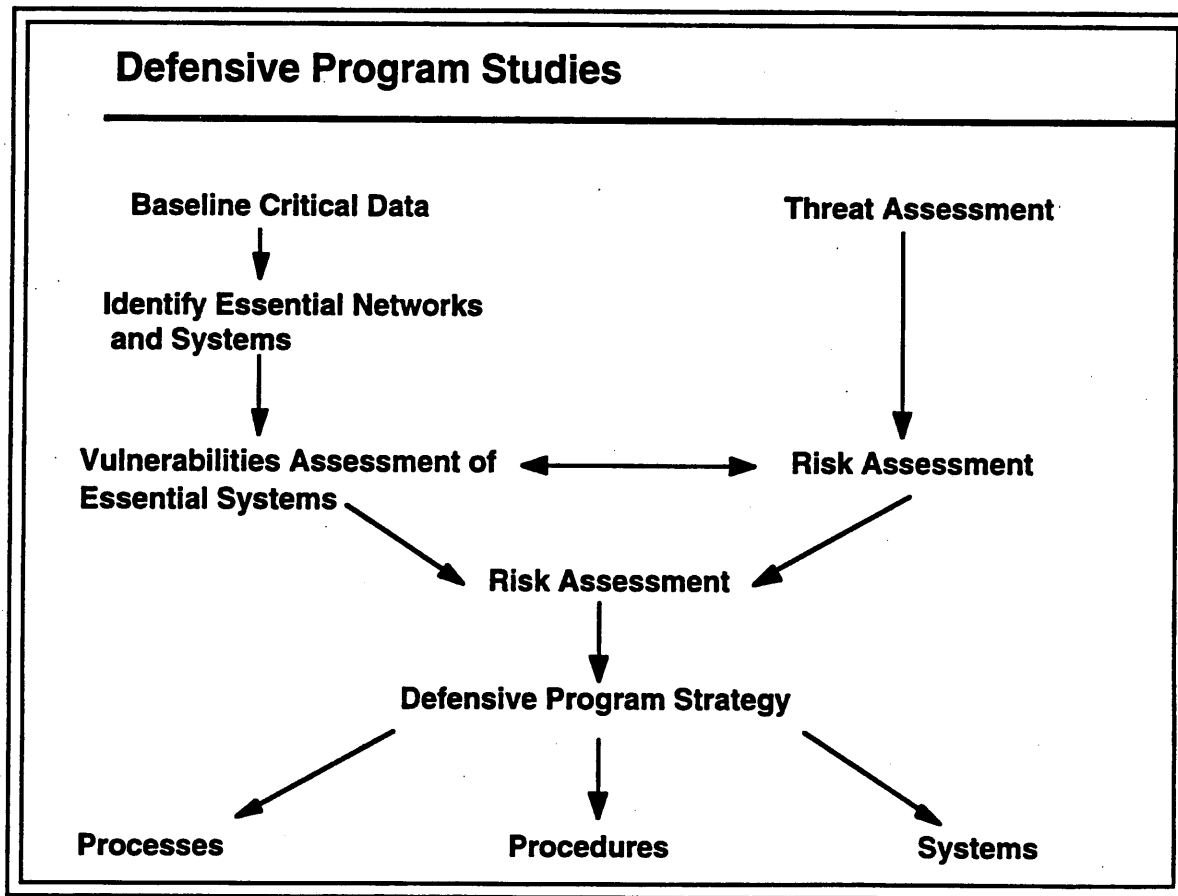 Defensive Program Studies
Baseline Critical Data
Threat Assessment
Identify Essential Networks
and Systems
Vulnerabilities Assessment of
Essential Systems
Risk Assessment
Risk Assessment
Defensive Program Strategy
Processes
Procedures
Systems